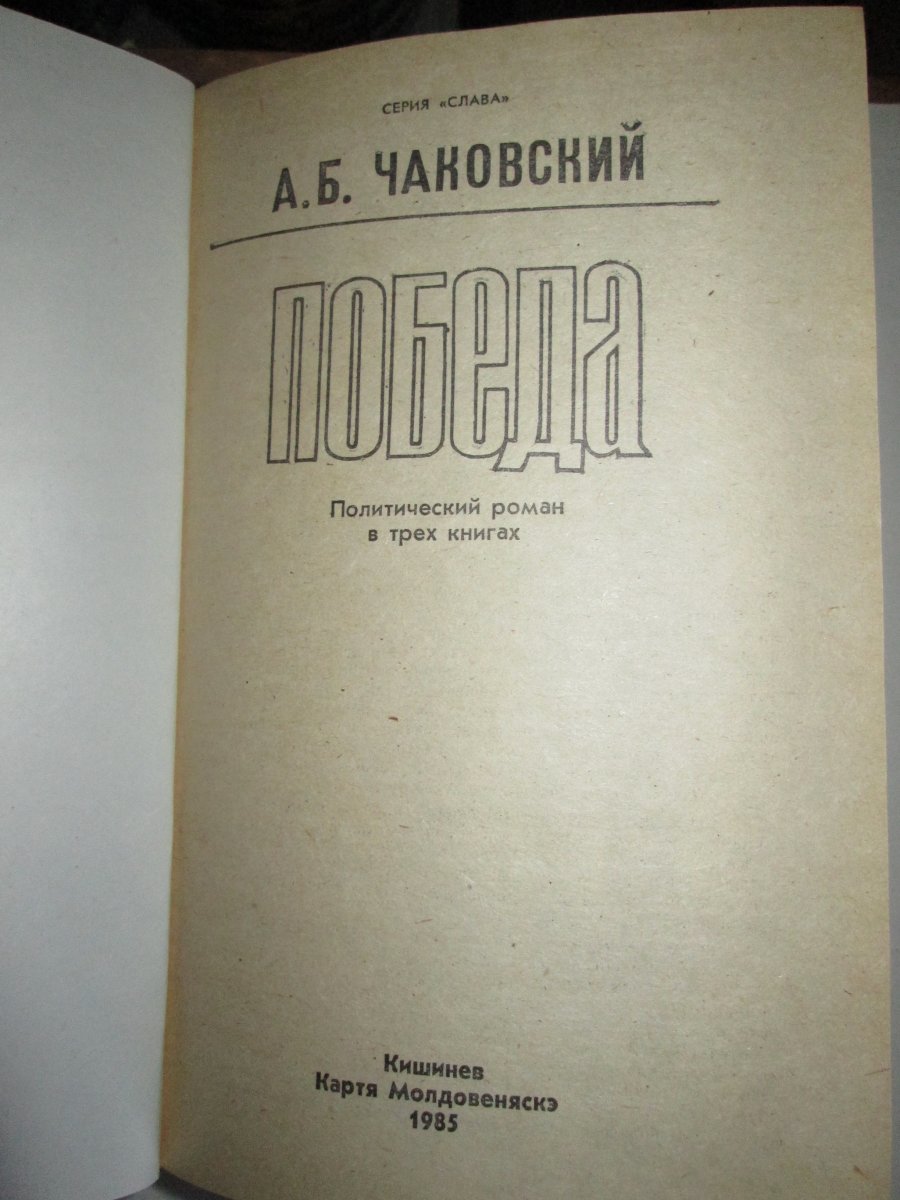 СЕРИЯ «СЛАВА»
А.Б. ЧАКОВСКИЙ
ПОБЕДА
Политический роман
в трех книгах
Кишинев
Картя Молдовеняскэ
1985